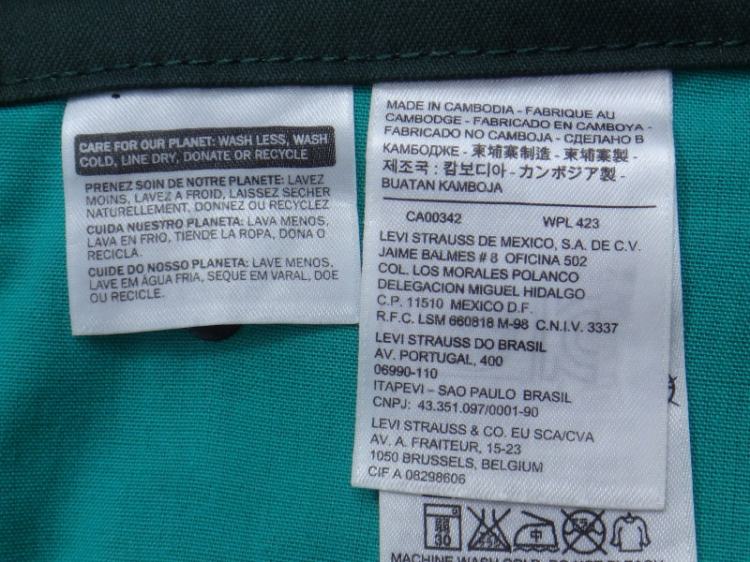 CARE FOR OUR PLANET: WASH LESS, WASH
COLD, LINE DRY, DONATE OR RECYCLE
PRENEZ SOIN DE NOTRE PLANETE: LAVEZ
MOINS, LAVEZ A FROID, LAISSEZ SECHER
NATURELLEMENT, DONNEZ OU RECYCLEZ
CUIDA NUESTRO PLANETA: LAVA MENOS,
LAVA EN FRIO, TIENDE LA ROPA, DONA O
RECICLA.
CUIDE DO NOSSO PLANETA: LAVE MENOS,
LAVE EM ÁGUA FRIA, SEQUE EM VARAL, DOE
OU RECICLE.
MADE IN CAMBODIA - FABRIQUE AU
CAMBODGE - FABRICADO EN CAMBOYA -
FABRICADO NO CAMBOJA - СДЕЛАНО В
КАМБОДЖЕ - 柬埔寨制造 - 柬埔寨製 -
제조국 : 캄보디아 - カンボジア製 -
BUATAN KAMBOJA
CA00342 WPL 423
LEVI STRAUSS DE MEXICO, S.A. DE C.V.
JAIME BALMES # 8 OFICINA 502
COL. LOS MORALES POLANCO
DELEGACION MIGUEL HIDALGO
C.P. 11510 MEXICO D.F.
R.F.C. LSM 660818 M-98 C.N.I.V. 3337
LEVI STRAUSS DO BRASIL
AV. PORTUGAL, 400
06990-110
ITAPEVI – SAO PAULO BRASIL
CNPJ: 43.351.097/0001-90
LEVI STRAUSS & CO. EU SCA/CVA
AV. A. FRAITEUR, 15-23
1050 BRUSSELS, BELGIUM
CIF A 08298606
弱 30 中
MACHINE WASH COLD, DO NOT BLEACH